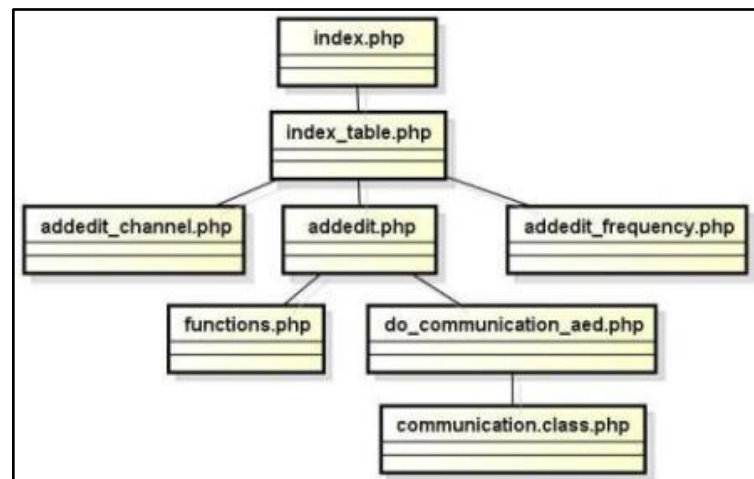 index.php
index_table.php
addedit_channel.php
addedit.php
addedit_frequency.php
functions.php
do_communication_aed.php
communication.class.php